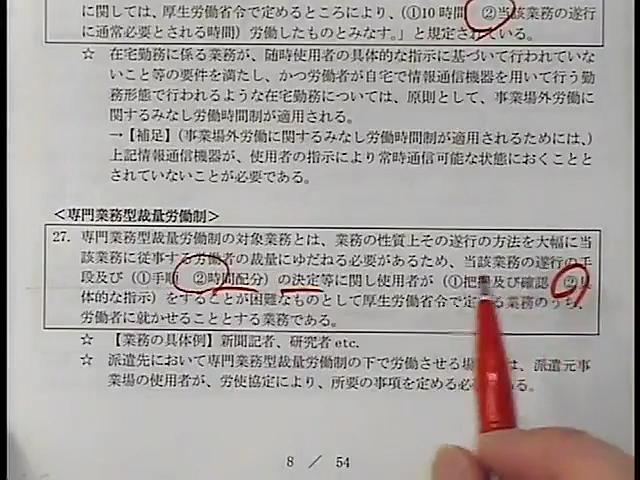 に関しては、厚生労働省令で定めるところにより、（①10時間 ②当該業務の遂行
に通常必要とされる時間）労働したものとみなす。」と規定されている。
☆ 在宅勤務に係る業務が、随時使用者の具体的な指示に基づいて行われていな
いこと等の要件を満たし、かつ労働者が自宅で情報通信機器を用いて行う勤
務形態で行われるような在宅勤務については、原則として、事業場外労働に
関するみなし労働時間制が適用される。
→【補足】（事業場外労働に関するみなし労働時間制が適用されるためには、）
上記情報通信機器が、使用者の指示により常時通信可能な状態におくことと
されていないことが必要である。
＜専門業務型裁量労働制＞
27. 専門業務型裁量労働制の対象業務とは、業務の性質上その遂行の方法を大幅に当
該業務に従事する労働者の裁量にゆだねる必要があるため、当該業務の遂行の手
段及び（①手順 ②時間配分）の決定等に関し使用者が（①把握及び確認 ②具
体的な指示）をすることが困難なものとして厚生労働省令で定める業務のうち、
労働者に就かせることとする業務である。
☆ 【業務の具体例】新聞記者、研究者 etc.
☆ 派遣先において専門業務型裁量労働制の下で労働させる場 は、派遣元事
業場の使用者が、労使協定により、所要の事項を定める必 ある。
8 ／ 54